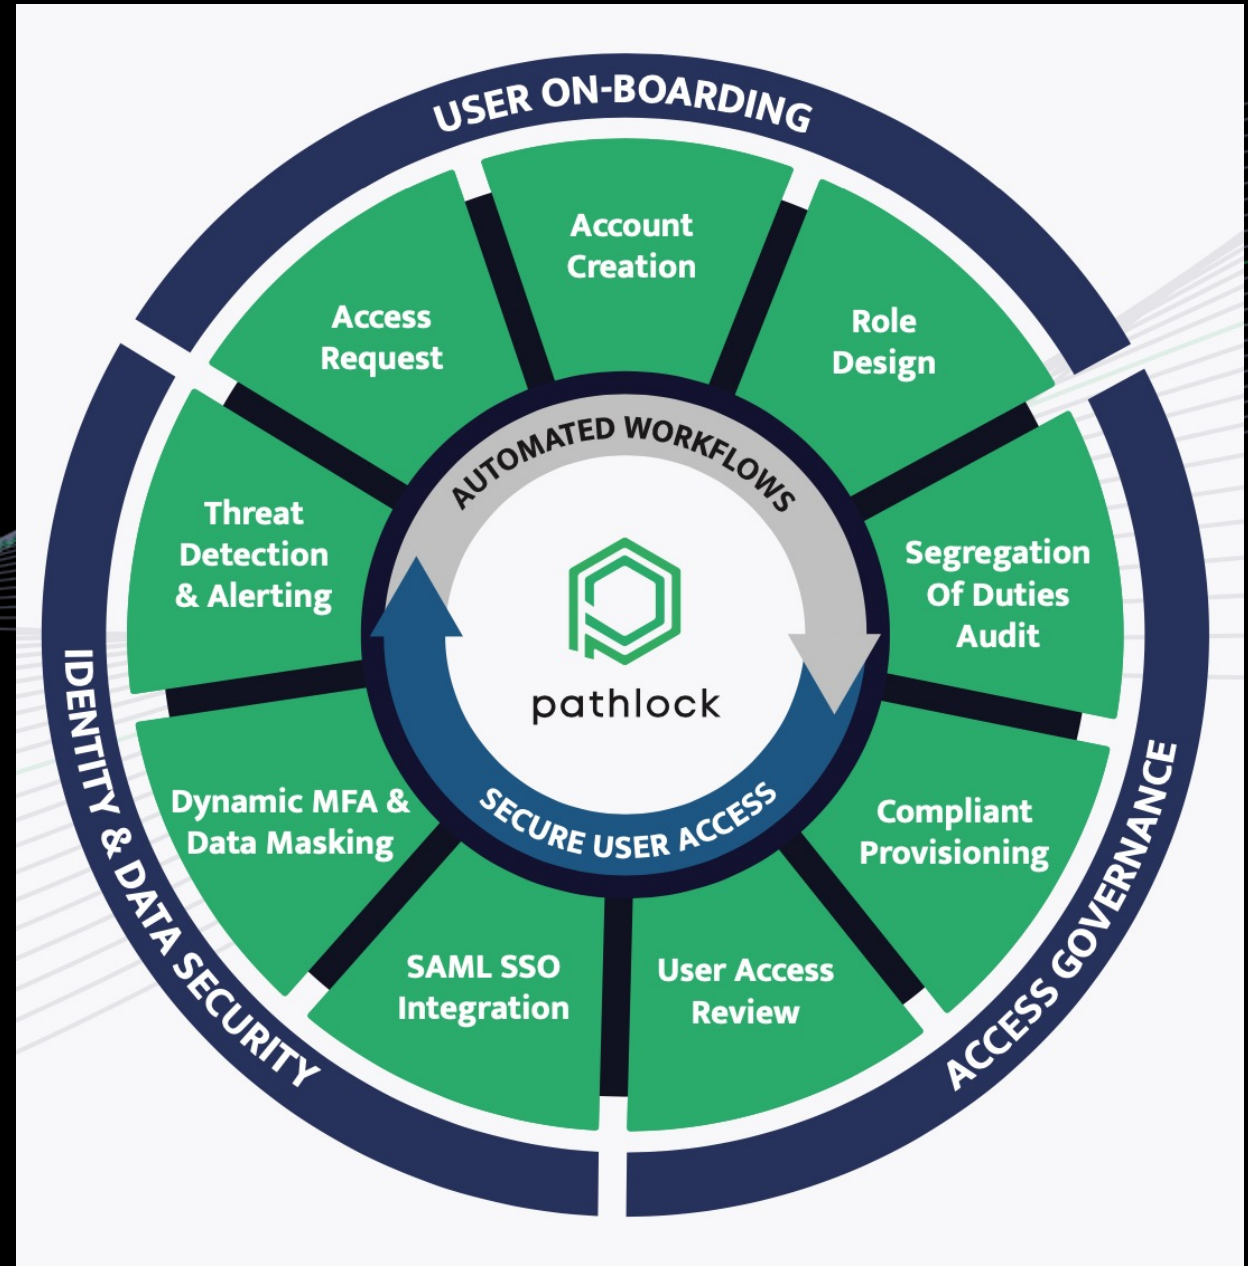 USER ON-BOARDING
Access
Request
Account
Creation
Role
Design
ACCESS GOVERNANCE
Segregation
Of Duties
Audit
Compliant
Provisioning
User Access
Review
IDENTITY & DATA SECURITY
SAML SSO
Integration
Dynamic MFA &
Data Masking
Threat
Detection
& Alerting
AUTOMATED WORKFLOWS
pathlock
SECURE USER ACCESS